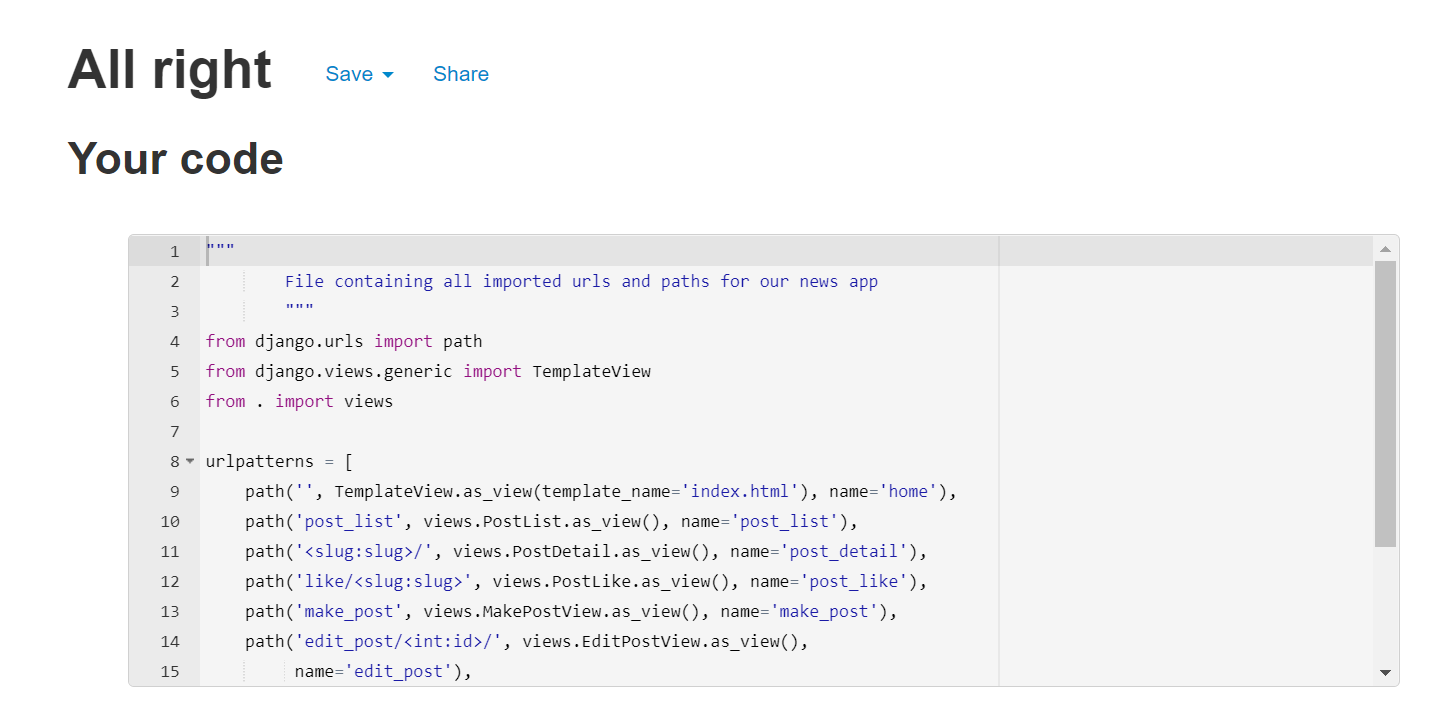 All right Save Share
Your code
1 """
2         File containing all imported urls and paths for our news app
3         """
4 from django.urls import path
5 from django.views.generic import TemplateView
6 from . import views
7
8 urlpatterns = [
9     path('', TemplateView.as_view(template_name='index.html'), name='home'),
10     path('post_list', views.PostList.as_view(), name='post_list'),
11     path('<slug:slug>/', views.PostDetail.as_view(), name='post_detail'),
12     path('like/<slug:slug>', views.PostLike.as_view(), name='post_like'),
13     path('make_post', views.MakePostView.as_view(), name='make_post'),
14     path('edit_post/<int:id>/', views.EditPostView.as_view(),
15          name='edit_post'),